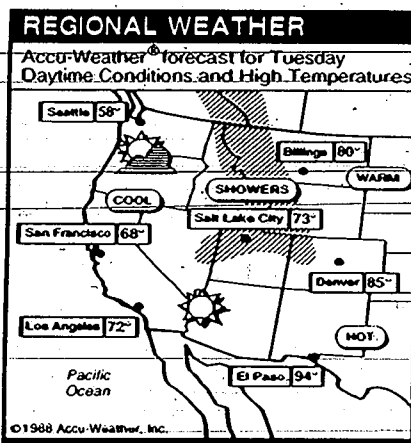 REGIONAL WEATHER
Accu-Weather® forecast for Tuesday
Daytime Conditions and High Temperatures
Seattle 58°
Billings 80°
WARM
SHOWERS
COOL
Salt Lake City 73°
San Francisco 68°
Denver 85°
Los Angeles 72°
HOT
Pacific
Ocean
El Paso 94°
©1988 Accu-Weather, Inc.